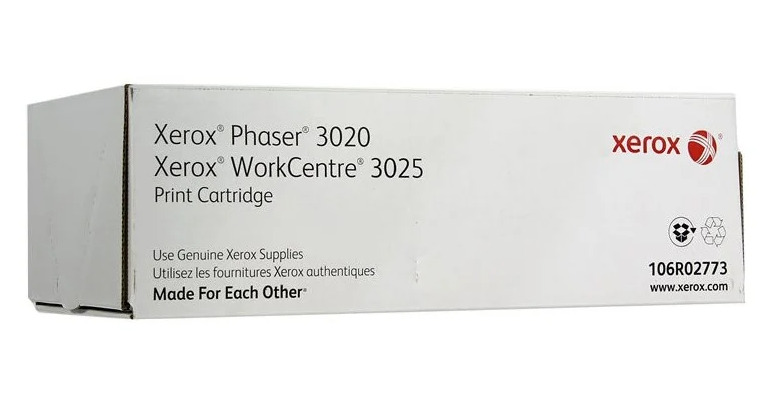 Xerox® Phaser® 3020
Xerox® WorkCentre® 3025
Print Cartridge
xerox®
Use Genuine Xerox Supplies
Utilisez les fournitures Xerox authentiques
Made For Each Other®
106R02773
www.xerox.com